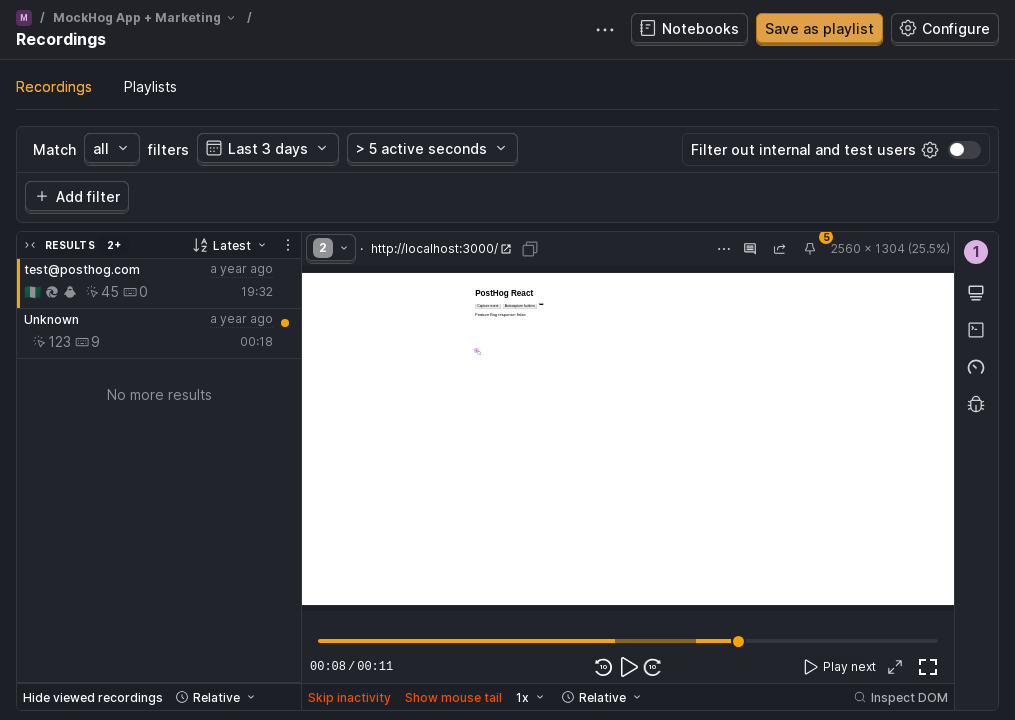 M / MockHog App + Marketing /
Recordings
Notebooks
Save as playlist
Configure
Recordings Playlists
Match all filters Last 3 days > 5 active seconds
Filter out internal and test users
Add filter
RESULTS 2+ Latest
test@posthog.com a year ago
45 0 19:32
Unknown a year ago
123 9 00:18
No more results
Hide viewed recordings Relative
2 · http://localhost:3000/ 5 2560 × 1304 (25.5%)
1
PostHog React
Feature flag response: false
00:08 / 00:11
10 10
Play next
Skip inactivity Show mouse tail 1x Relative Inspect DOM